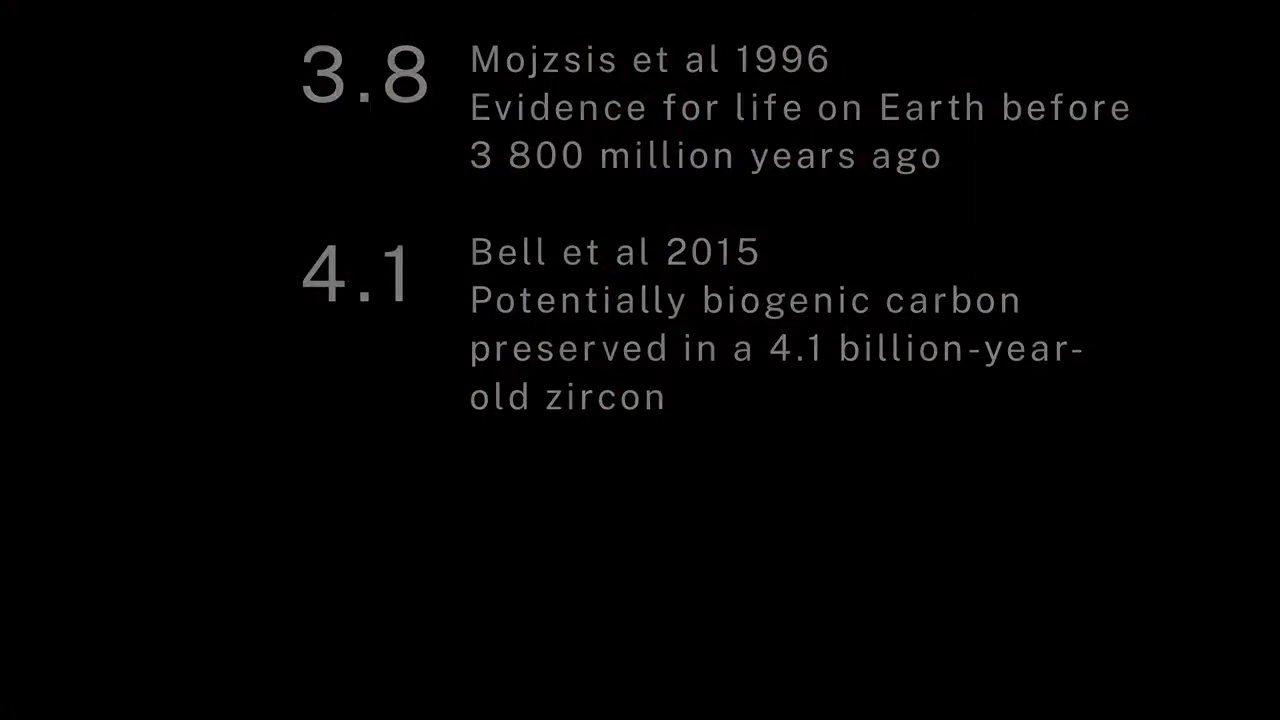 3.8
Mojzsis et al 1996
Evidence for life on Earth before
3 800 million years ago
4.1
Bell et al 2015
Potentially biogenic carbon
preserved in a 4.1 billion-year-
old zircon